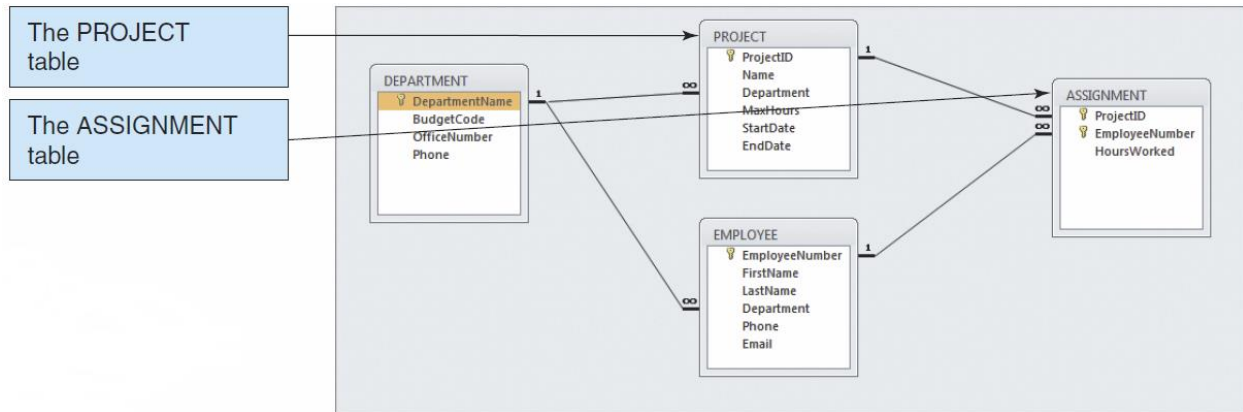 The PROJECT
table
The ASSIGNMENT
table
DEPARTMENT
DepartmentName
BudgetCode
OfficeNumber
Phone
1
∞
∞
PROJECT
ProjectID
Name
Department
MaxHours
StartDate
EndDate
1
EMPLOYEE
EmployeeNumber
FirstName
LastName
Department
Phone
Email
1
∞
∞
ASSIGNMENT
ProjectID
EmployeeNumber
HoursWorked